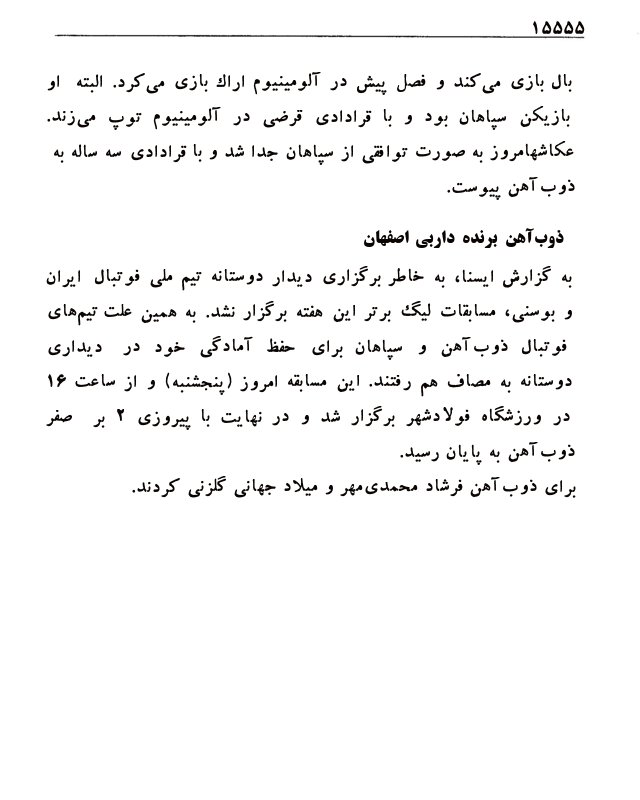 ۱۵۵۵۵
بال بازی می‌کند و فصل پیش در آلومینیوم اراك بازی می‌کرد. البته او
بازیکن سپاهان بود و با قرادادی قرضی در آلومینیوم توپ می‌زند.
عکاشهامروز به صورت توافقی از سپاهان جدا شد و با قرادادی سه ساله به
ذوب‌آهن پیوست.
ذوب‌آهن برنده داربی اصفهان
به گزارش ایسنا، به خاطر برگزاری دیدار دوستانه تیم ملی فوتبال ایران
و بوسنی، مسابقات لیگ برتر این هفته برگزار نشد. به همین علت تیم‌های
فوتبال ذوب‌آهن و سپاهان برای حفظ آمادگی خود در دیداری
دوستانه به مصاف هم رفتند. این مسابقه امروز (پنجشنبه) و از ساعت ۱۶
در ورزشگاه فولادشهر برگزار شد و در نهایت با پیروزی ۲ بر صفر
ذوب‌آهن به پایان رسید.
برای ذوب‌آهن فرشاد محمدی‌مهر و میلاد جهانی گلزنی کردند.